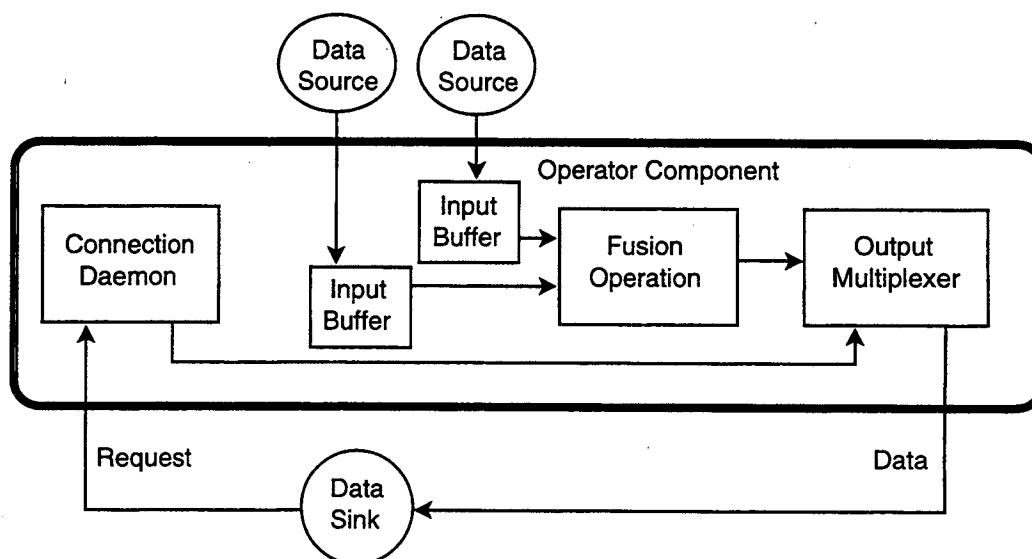 Data
Source
Data
Source
Operator Component
Connection
Daemon
Input
Buffer
Input
Buffer
Fusion
Operation
Output
Multiplexer
Request
Data
Data
Sink